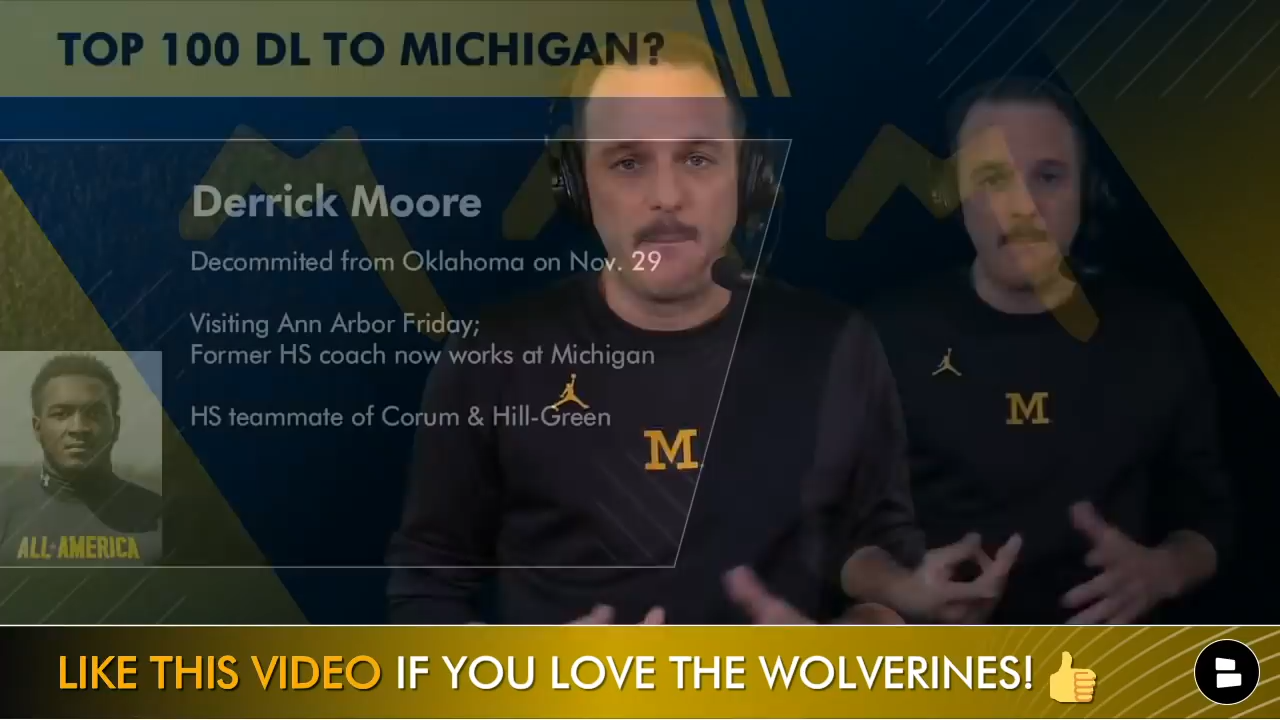 TOP 100 DL TO MICHIGAN?
Derrick Moore
Decommited from Oklahoma on Nov. 29
Visiting Ann Arbor Friday;
Former HS coach now works at Michigan
HS teammate of Corum & Hill-Green
M
M
ALL-AMERICA
LIKE THIS VIDEO IF YOU LOVE THE WOLVERINES!